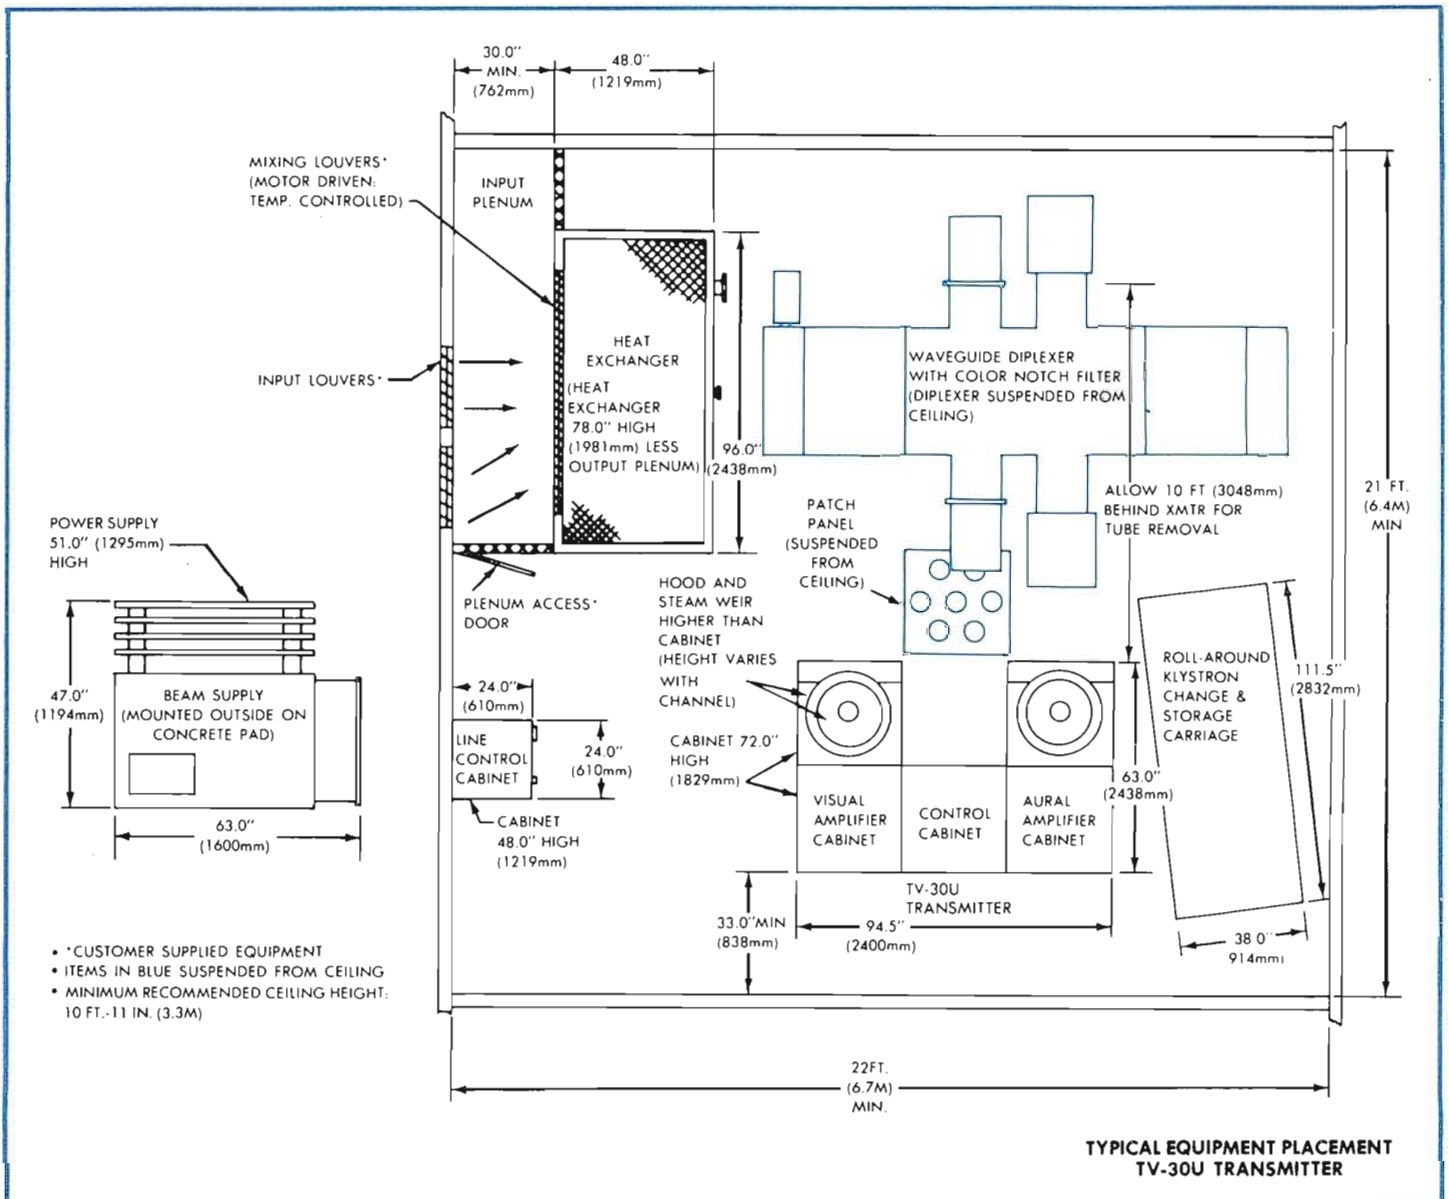 30.0"
MIN.
(762mm)
48.0"
(1219mm)
MIXING LOUVERS*
(MOTOR DRIVEN:
TEMP. CONTROLLED)
INPUT
PLENUM
INPUT LOUVERS*
HEAT
EXCHANGER
(HEAT
EXCHANGER
78.0" HIGH
(1981mm) LESS
OUTPUT PLENUM)
96.0"
(2438mm)
WAVEGUIDE DIPLEXER
WITH COLOR NOTCH FILTER
(DIPLEXER SUSPENDED FROM
CEILING)
ALLOW 10 FT (3048mm)
BEHIND XMTR FOR
TUBE REMOVAL
21 FT.
(6.4M)
MIN
PATCH
PANEL
(SUSPENDED
FROM
CEILING)
POWER SUPPLY
51.0" (1295mm)
HIGH
PLENUM ACCESS*
DOOR
HOOD AND
STEAM WEIR
HIGHER THAN
CABINET
(HEIGHT VARIES
WITH
CHANNEL)
47.0"
(1194mm)
BEAM SUPPLY
(MOUNTED OUTSIDE ON
CONCRETE PAD)
63.0"
(1600mm)
24.0"
(610mm)
LINE
CONTROL
CABINET
24.0"
(610mm)
CABINET
48.0" HIGH
(1219mm)
CABINET 72.0"
HIGH
(1829mm)
VISUAL
AMPLIFIER
CABINET
CONTROL
CABINET
AURAL
AMPLIFIER
CABINET
63.0"
(2438mm)
ROLL-AROUND
KLYSTRON
CHANGE &
STORAGE
CARRIAGE
111.5"
(2832mm)
TV-30U
TRANSMITTER
33.0"MIN
(838mm)
94.5"
(2400mm)
38 0"
914mm)
• *CUSTOMER SUPPLIED EQUIPMENT
• ITEMS IN BLUE SUSPENDED FROM CEILING
• MINIMUM RECOMMENDED CEILING HEIGHT:
10 FT.-11 IN. (3.3M)
22FT.
(6.7M)
MIN.
TYPICAL EQUIPMENT PLACEMENT
TV-30U TRANSMITTER